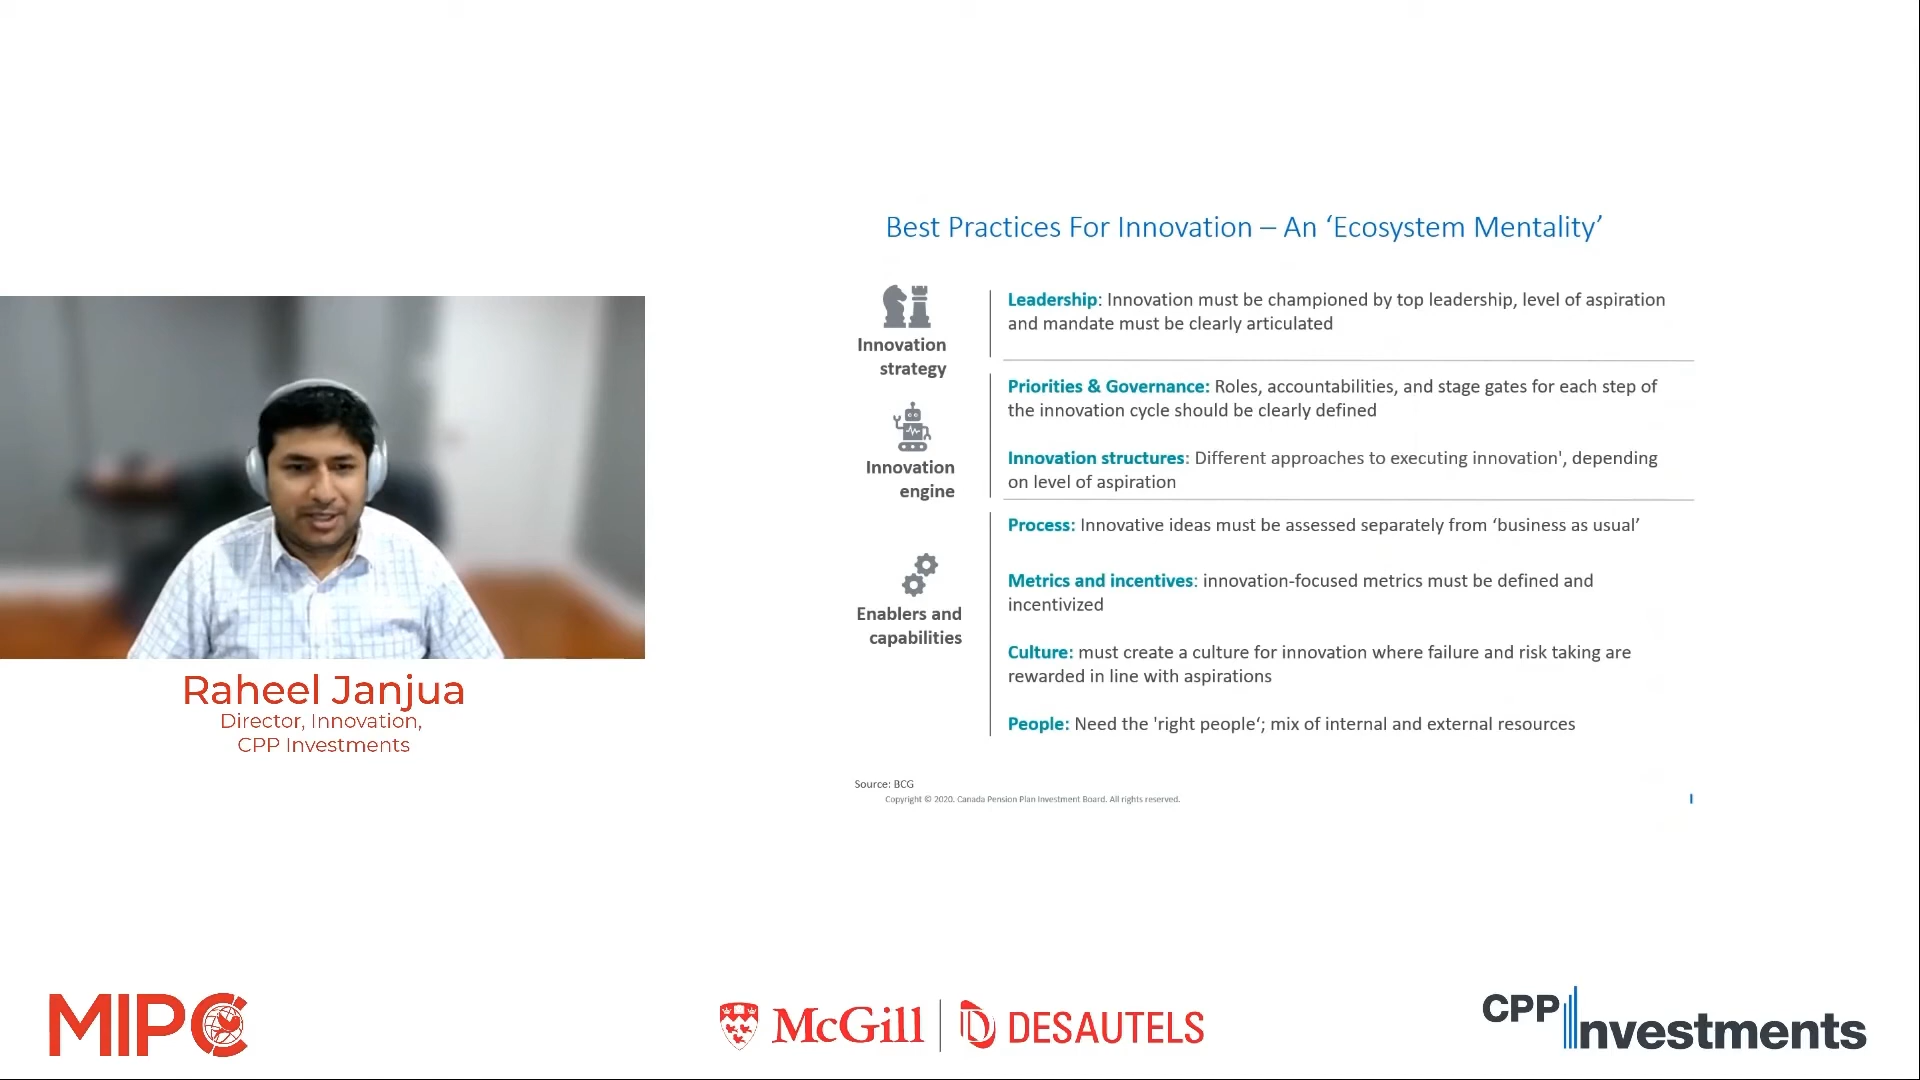 Best Practices For Innovation – An ‘Ecosystem Mentality’
Innovation
strategy
Leadership: Innovation must be championed by top leadership, level of aspiration
and mandate must be clearly articulated
Innovation
engine
Priorities & Governance: Roles, accountabilities, and stage gates for each step of
the innovation cycle should be clearly defined
Innovation structures: Different approaches to executing innovation', depending
on level of aspiration
Enablers and
capabilities
Process: Innovative ideas must be assessed separately from ‘business as usual’
Metrics and incentives: innovation-focused metrics must be defined and
incentivized
Culture: must create a culture for innovation where failure and risk taking are
rewarded in line with aspirations
People: Need the 'right people‘; mix of internal and external resources
Source: BCG
Copyright © 2020. Canada Pension Plan Investment Board. All rights reserved.
Raheel Janjua
Director, Innovation,
CPP Investments
MIPC
McGill
DESAUTELS
CPP Investments